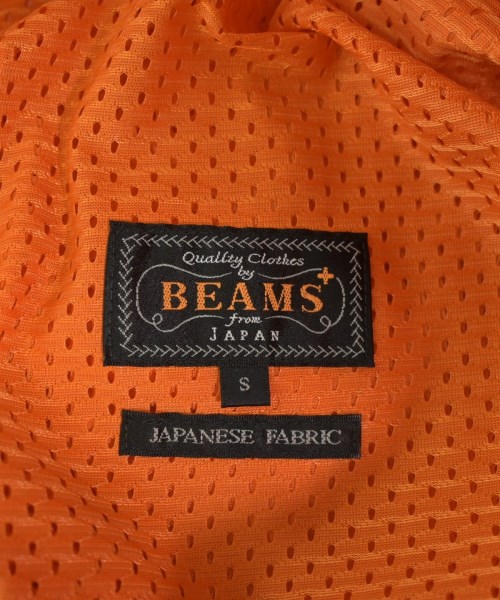 Quality Clothes
by
BEAMS+
from
JAPAN
S
JAPANESE FABRIC